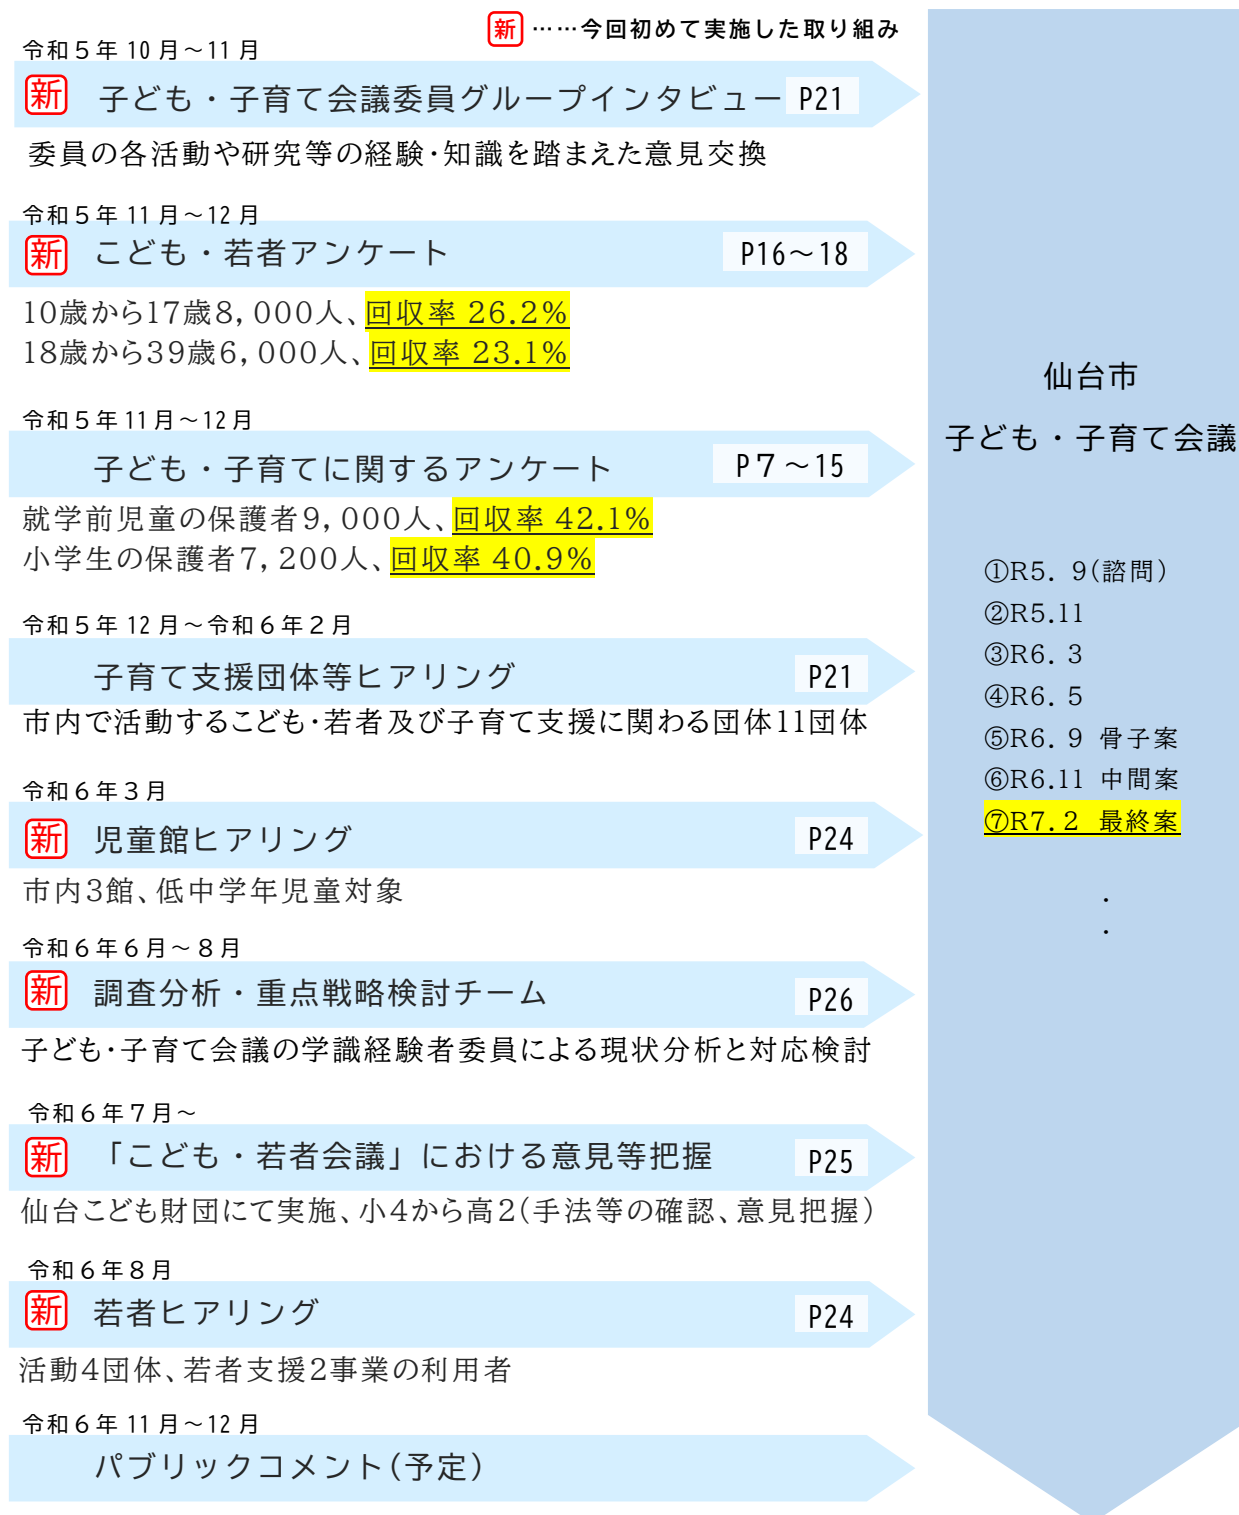 新……今回初めて実施した取り組み
令和５年 10 月～11 月
新 子ども・子育て会議委員グループインタビュー P21
委員の各活動や研究等の経験・知識を踏まえた意見交換
令和５年 11 月～12 月
新 こども・若者アンケート P16～18
10歳から17歳8，000人、回収率 26.2%
18歳から39歳6，000人、回収率 23.1%
令和５年 11 月～12 月
子ども・子育てに関するアンケート P７～15
就学前児童の保護者9，000人、回収率 42.1%
小学生の保護者7，200人、回収率 40.9%
令和５年 12 月～令和６年２月
子育て支援団体等ヒアリング P21
市内で活動するこども・若者及び子育て支援に関わる団体11団体
令和６年３月
新 児童館ヒアリング P24
市内3館、低中学年児童対象
令和６年６月～８月
新 調査分析・重点戦略検討チーム P26
子ども・子育て会議の学識経験者委員による現状分析と対応検討
令和６年７月～
新 「こども・若者会議」における意見等把握 P25
仙台こども財団にて実施、小4から高2（手法等の確認、意見把握）
令和６年８月
新 若者ヒアリング P24
活動4団体、若者支援2事業の利用者
令和６年 11 月～12 月
パブリックコメント（予定）
仙台市
子ども・子育て会議
①R5．9（諮問）
②R5.11
③R6．3
④R6．5
⑤R6．9 骨子案
⑥R6.11 中間案
⑦R7．2 最終案
・
・